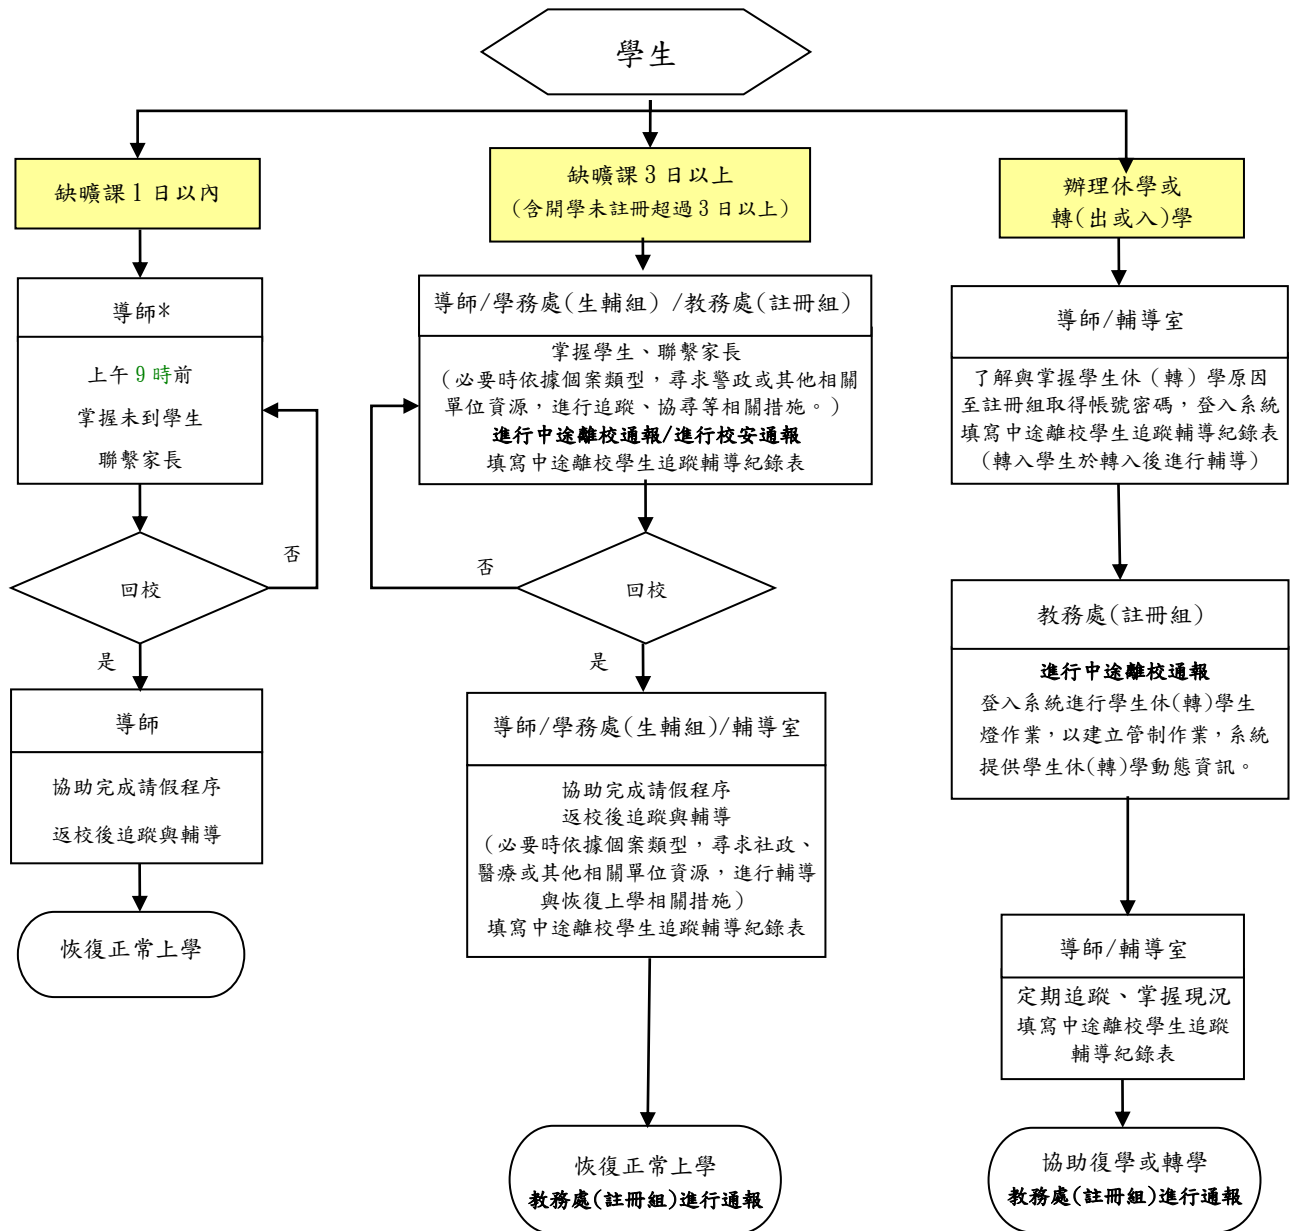 學生
缺曠課1日以內
導師*
上午9時前
掌握未到學生
聯繫家長
否
回校
是
導師
協助完成請假程序
返校後追蹤與輔導
恢復正常上學
缺曠課3日以上
(含開學未註冊超過3日以上)
導師/學務處(生輔組) /教務處(註冊組)
掌握學生、聯繫家長
(必要時依據個案類型，尋求警政或其他相關
單位資源，進行追蹤、協尋等相關措施。)
進行中途離校通報/進行校安通報
填寫中途離校學生追蹤輔導紀錄表
否
回校
是
導師/學務處(生輔組)/輔導室
協助完成請假程序
返校後追蹤與輔導
(必要時依據個案類型，尋求社政、
醫療或其他相關單位資源，進行輔導
與恢復上學相關措施)
填寫中途離校學生追蹤輔導紀錄表
恢復正常上學
教務處(註冊組)進行通報
辦理休學或
轉(出或入)學
導師/輔導室
了解與掌握學生休（轉）學原因
至註冊組取得帳號密碼，登入系統
填寫中途離校學生追蹤輔導紀錄表
(轉入學生於轉入後進行輔導)
教務處(註冊組)
進行中途離校通報
登入系統進行學生休(轉)學生
燈作業，以建立管制作業，系統
提供學生休(轉)學動態資訊。
導師/輔導室
定期追蹤、掌握現況
填寫中途離校學生追蹤
輔導紀錄表
協助復學或轉學
教務處(註冊組)進行通報